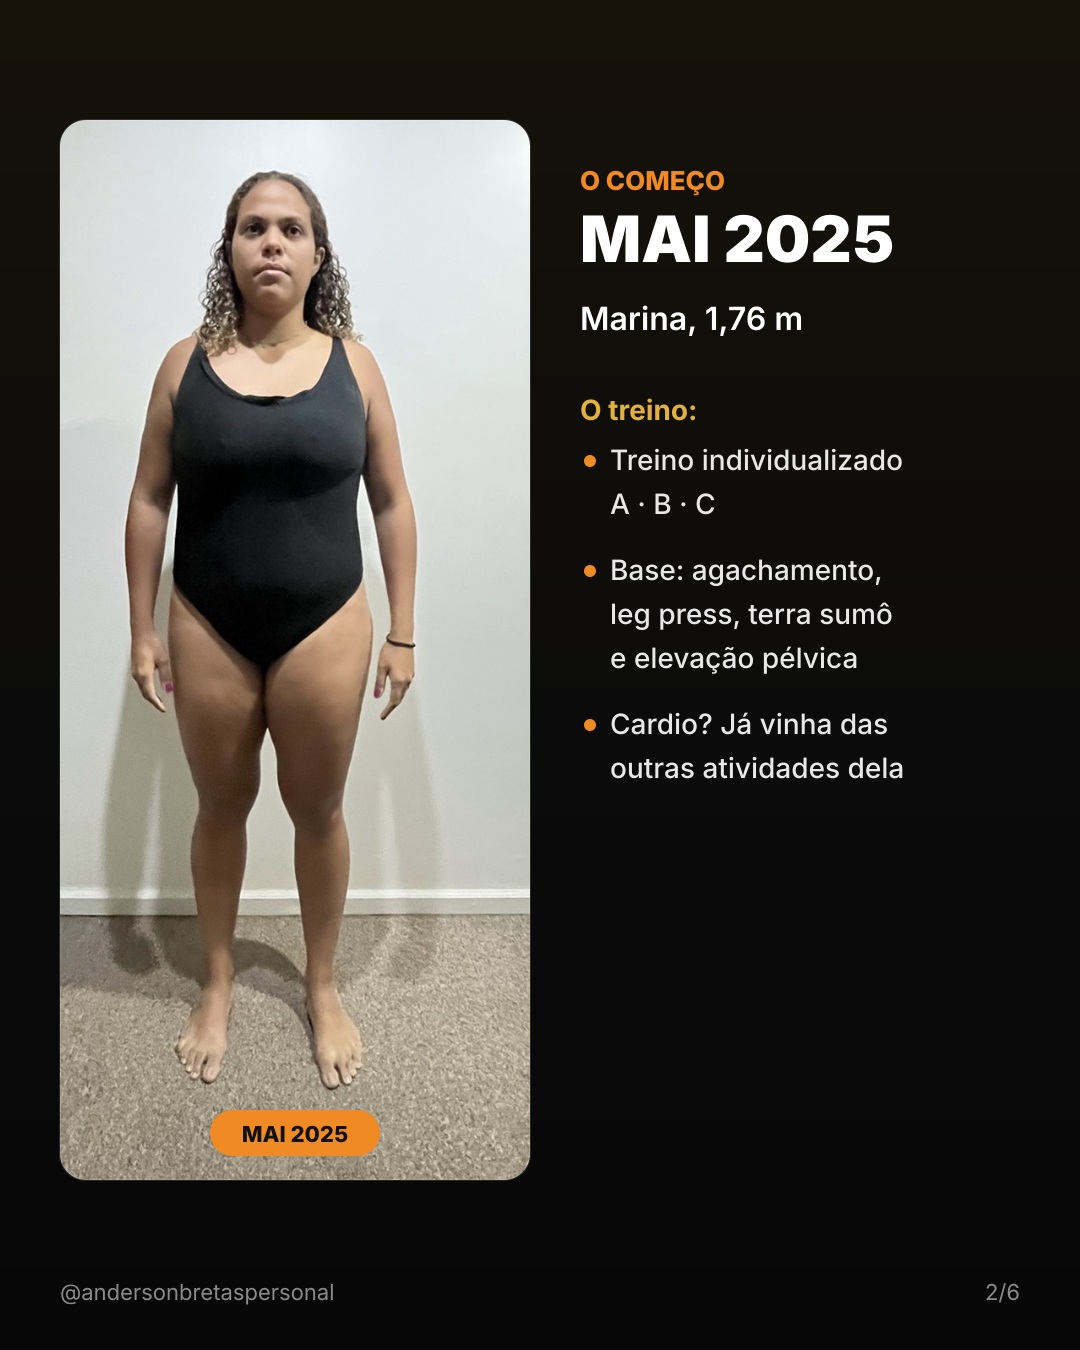 O COMEÇO
MAI 2025
Marina, 1,76 m
O treino:
Treino individualizado
A · B · C
Base: agachamento,
leg press, terra sumô
e elevação pélvica
Cardio? Já vinha das
outras atividades dela
MAI 2025
@andersonbretaspersonal
2/6